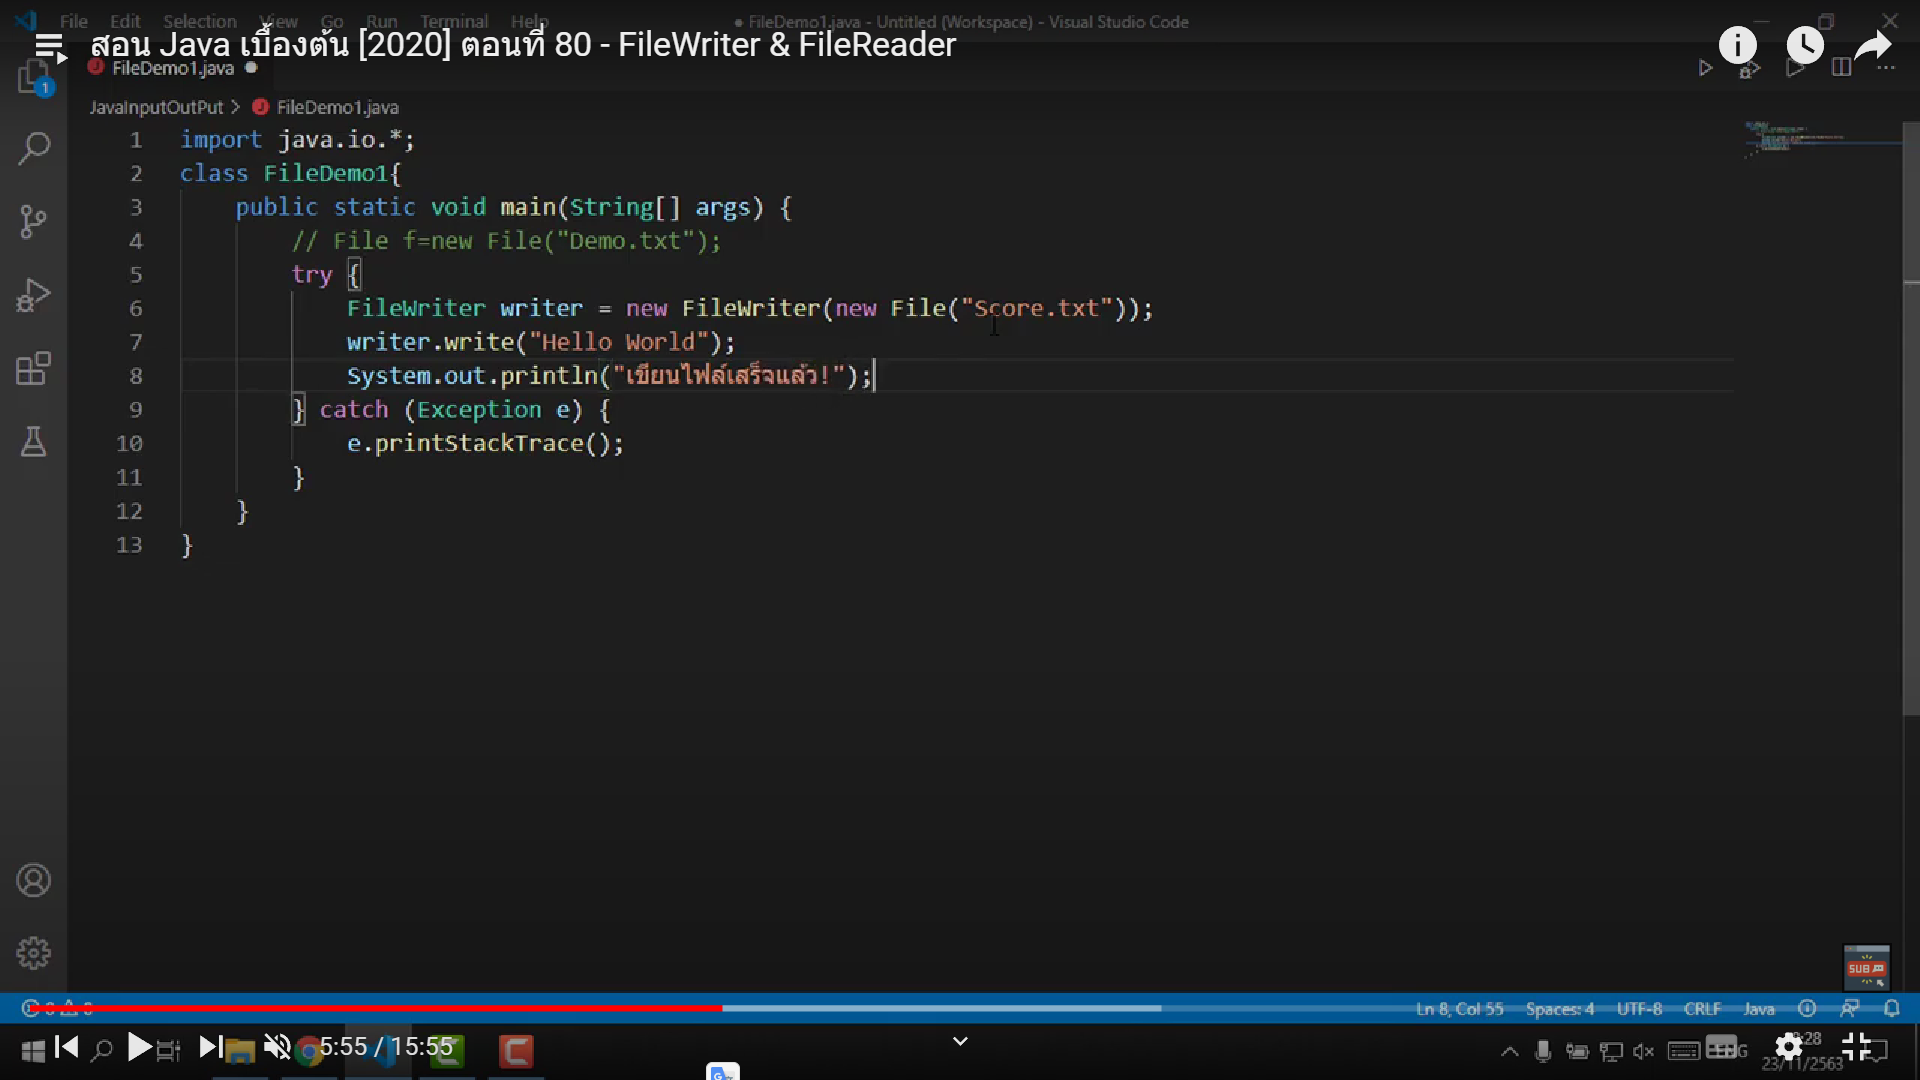 File Edit Selection View Go Run Terminal Help ● FileDemo1.java - Untitled (Workspace) - Visual Studio Code
สอน Java เบื้องต้น [2020] ตอนที่ 80 - FileWriter & FileReader
FileDemo1.java ●
1
JavaInputOutPut > FileDemo1.java
1 import java.io.*;
2 class FileDemo1{
3 public static void main(String[] args) {
4 // File f=new File("Demo.txt");
5 try {
6 FileWriter writer = new FileWriter(new File("Score.txt"));
7 writer.write("Hello World");
8 System.out.println("เขียนไฟล์เสร็จแล้ว!");
9 } catch (Exception e) {
10 e.printStackTrace();
11 }
12 }
13 }
SUB
Ln 8, Col 55 Spaces: 4 UTF-8 CRLF Java
5:55 / 15:55
23/11/2563